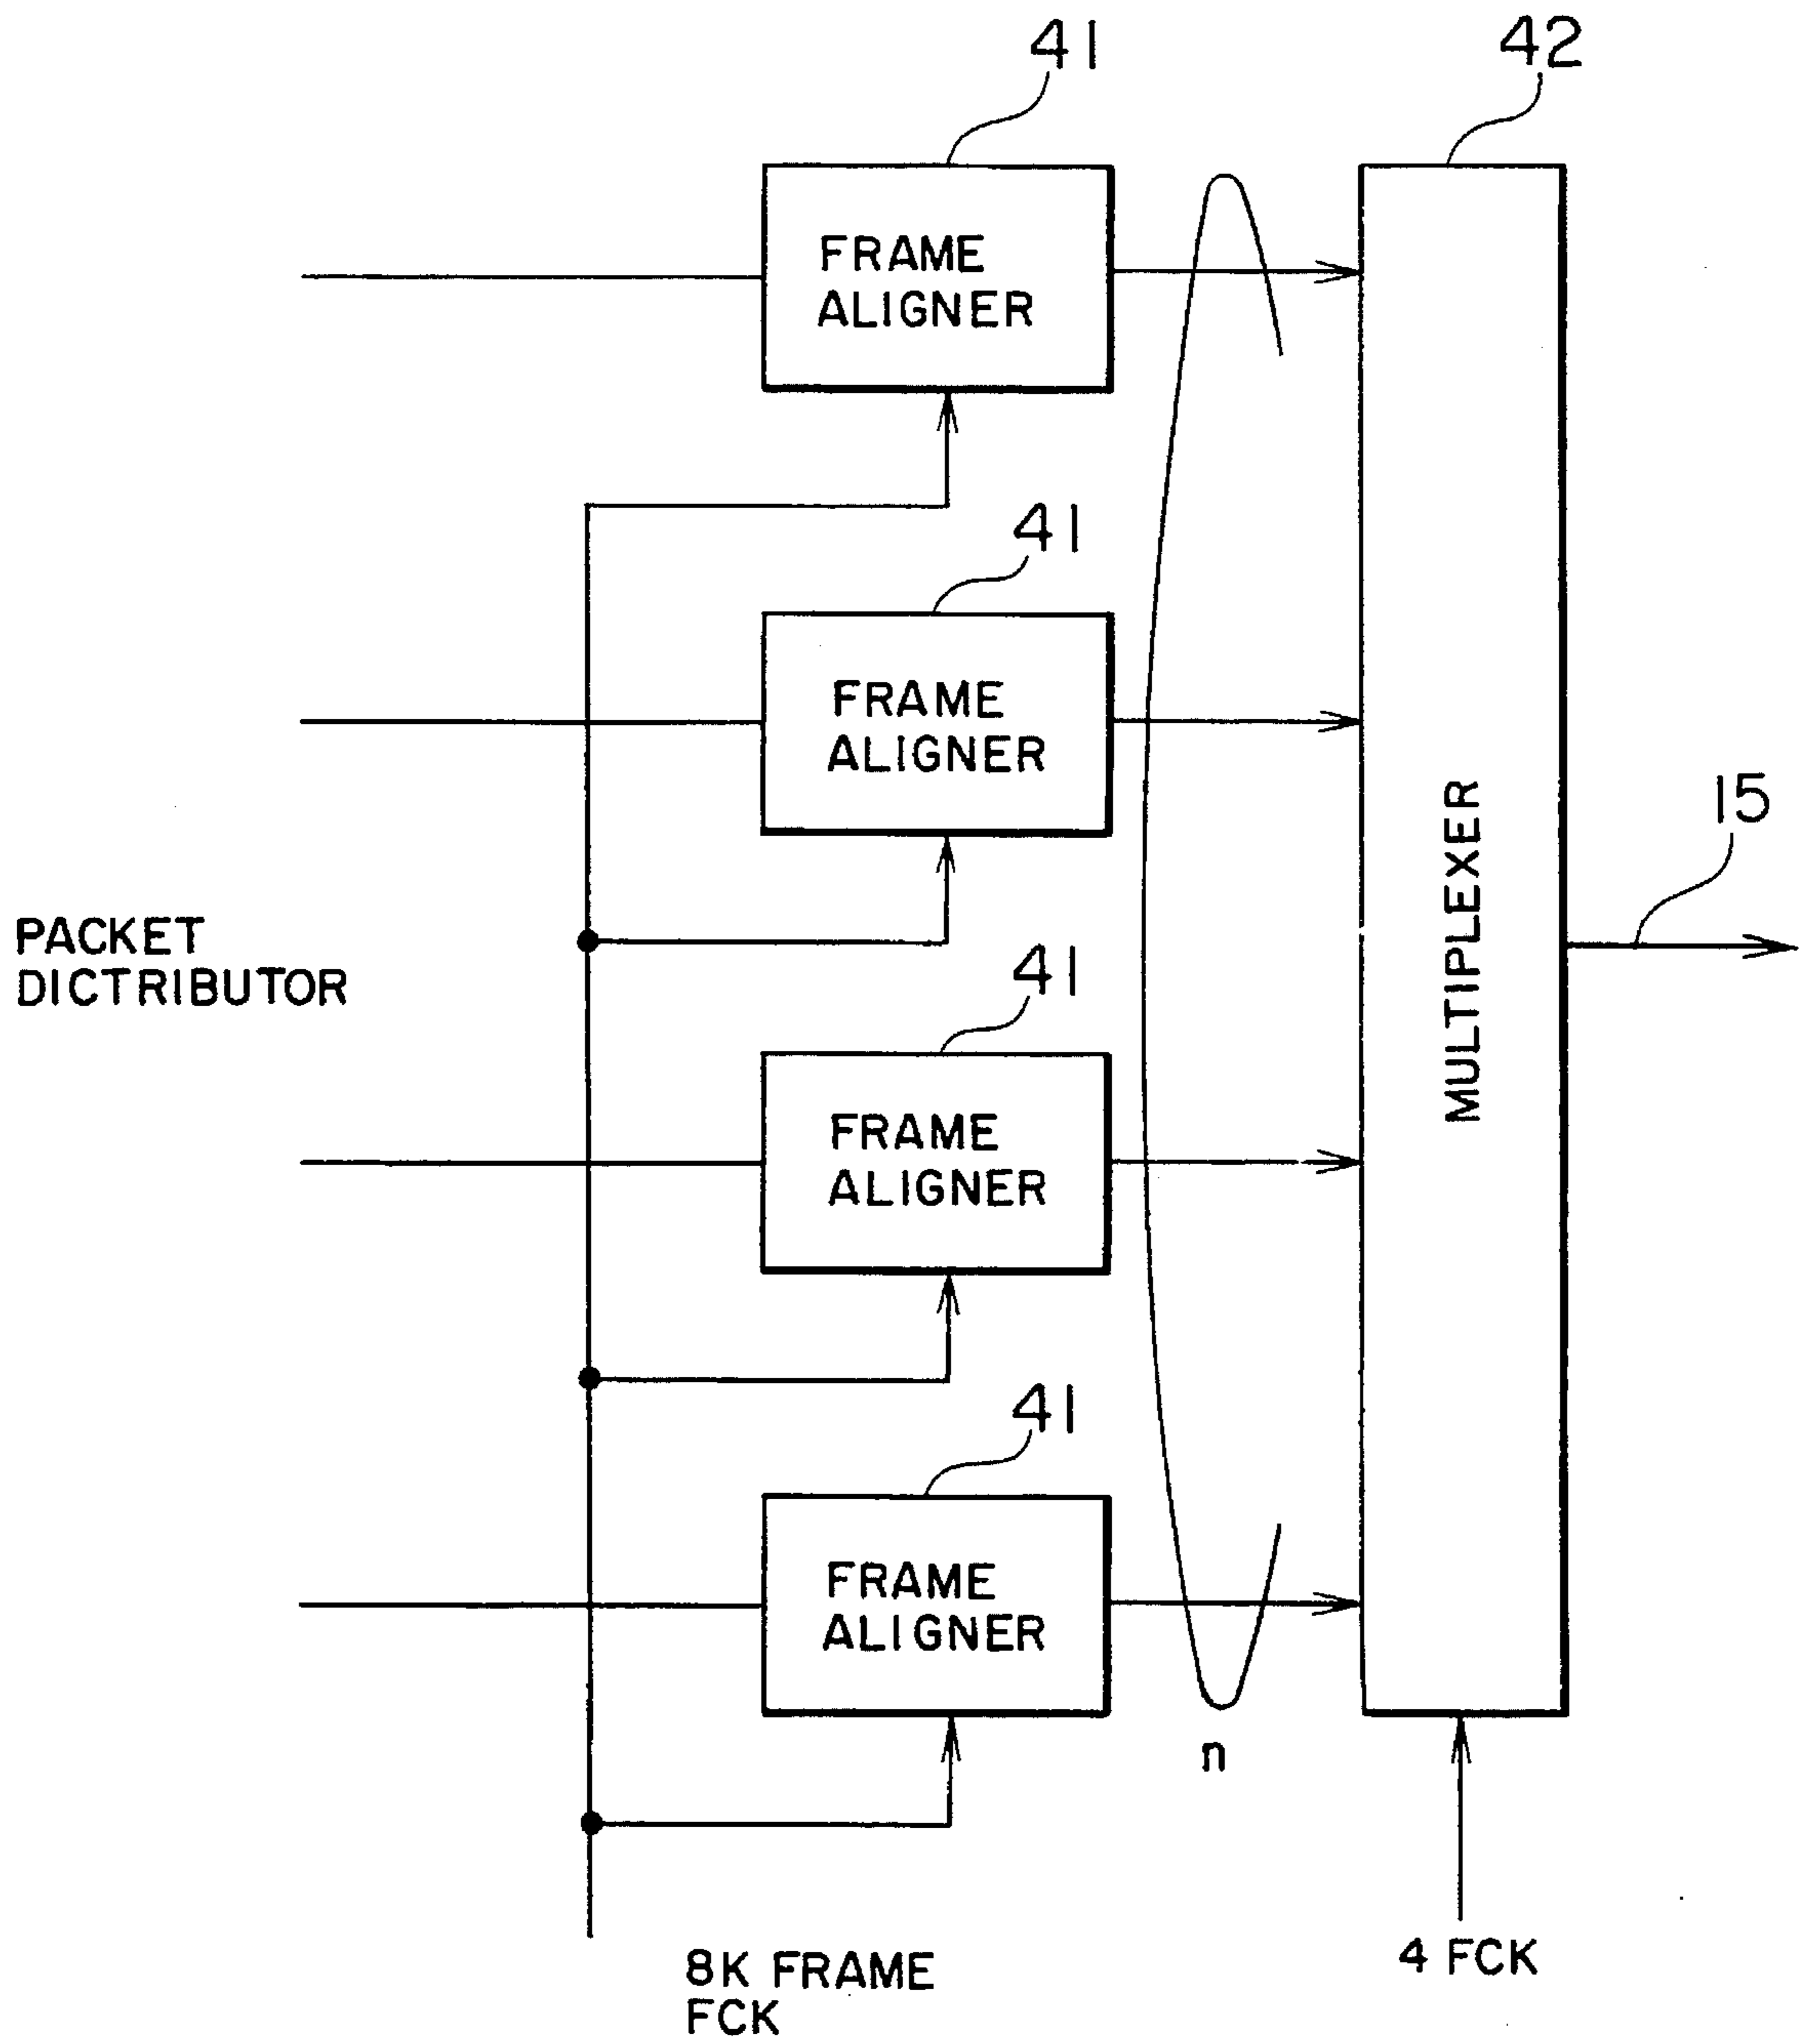 41
42
FRAME
ALIGNER
41
FRAME
ALIGNER
MULTIPLEXER
15
PACKET
DICTRIBUTOR
41
FRAME
ALIGNER
41
FRAME
ALIGNER
n
8K FRAME
FCK
4 FCK